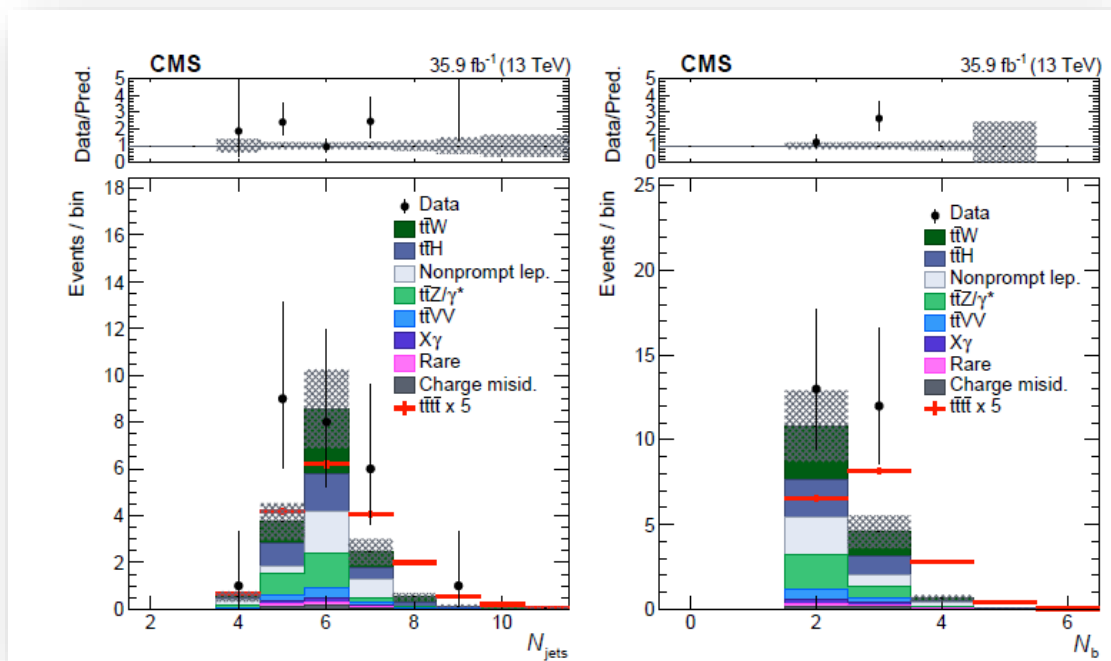 CMS 35.9 fb⁻¹ (13 TeV)
Data/Pred.
5
4
3
2
1
0
Events / bin
18
16
14
12
10
8
6
4
2
0
Data
tt̄W
tt̄H
Nonprompt lep.
tt̄Z/γ*
tt̄VV
Xγ
Rare
Charge misid.
tt̄tt̄ x 5
2 4 6 8 10
N_jets
CMS 35.9 fb⁻¹ (13 TeV)
Data/Pred.
5
4
3
2
1
0
Events / bin
25
20
15
10
5
0
Data
tt̄W
tt̄H
Nonprompt lep.
tt̄Z/γ*
tt̄VV
Xγ
Rare
Charge misid.
tt̄tt̄ x 5
0 2 4 6
N_b